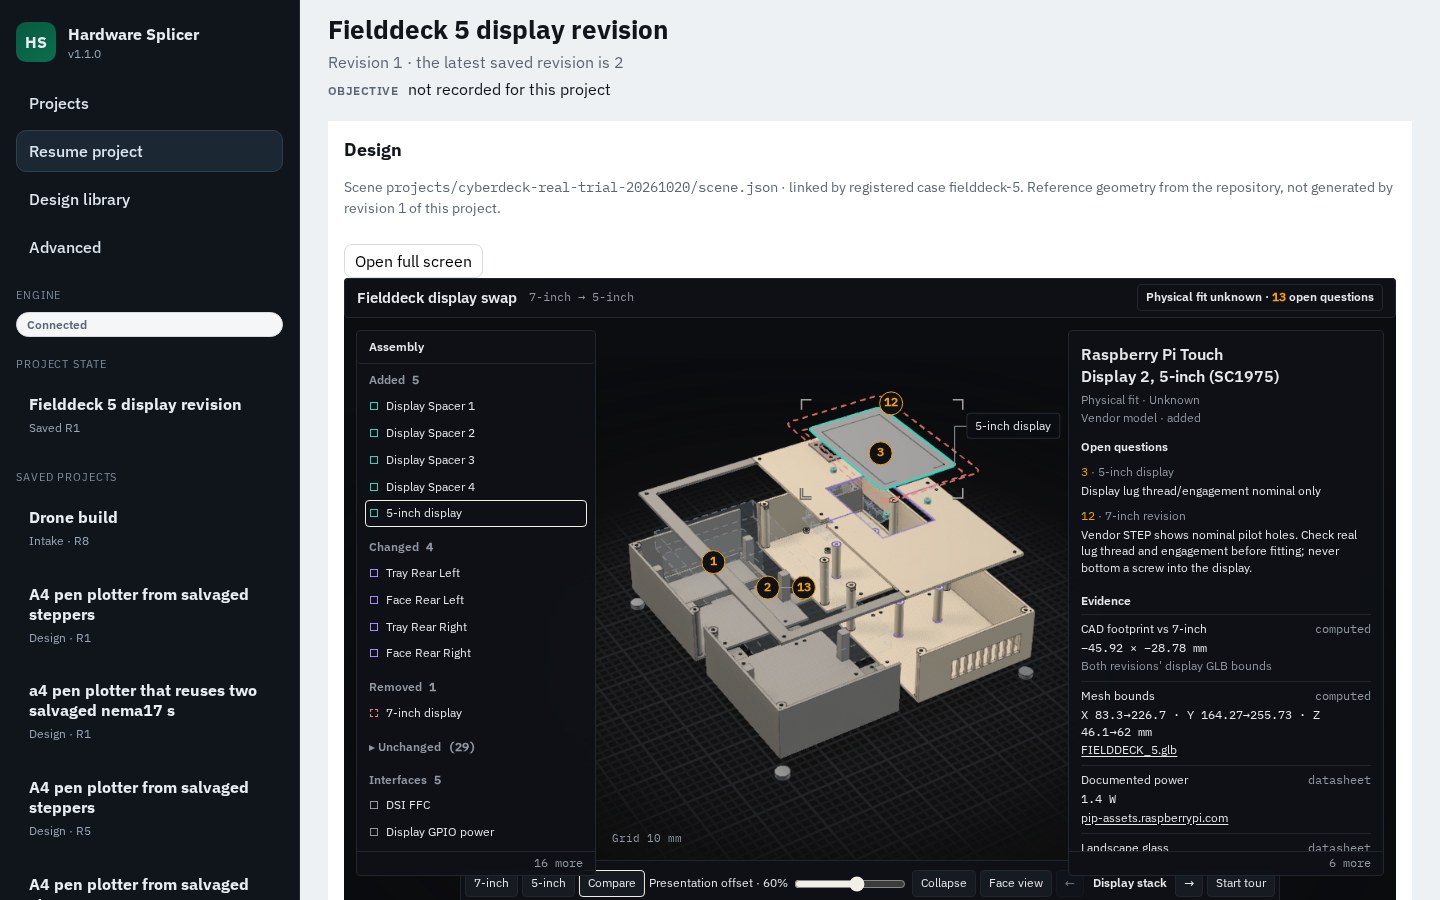 HS
Hardware Splicer
v1.1.0
Projects
Resume project
Design library
Advanced
ENGINE
Connected
PROJECT STATE
Fielddeck 5 display revision
Saved R1
SAVED PROJECTS
Drone build
Intake · R8
A4 pen plotter from salvaged
steppers
Design · R1
a4 pen plotter that reuses two
salvaged nema17 s
Design · R1
A4 pen plotter from salvaged
steppers
Design · R5
A4 pen plotter from salvaged
Fielddeck 5 display revision
Revision 1 · the latest saved revision is 2
OBJECTIVE not recorded for this project
Design
Scene projects/cyberdeck-real-trial-20261020/scene.json · linked by registered case fielddeck-5. Reference geometry from the repository, not generated by
revision 1 of this project.
Open full screen
Fielddeck display swap 7-inch → 5-inch
Physical fit unknown · 13 open questions
Assembly
Added 5
Display Spacer 1
Display Spacer 2
Display Spacer 3
Display Spacer 4
5-inch display
Changed 4
Tray Rear Left
Face Rear Left
Tray Rear Right
Face Rear Right
Removed 1
7-inch display
▸ Unchanged (29)
Interfaces 5
DSI FFC
Display GPIO power
16 more
12
3
5-inch display
1
2
13
Grid 10 mm
Raspberry Pi Touch
Display 2, 5-inch (SC1975)
Physical fit · Unknown
Vendor model · added
Open questions
3 · 5-inch display
Display lug thread/engagement nominal only
12 · 7-inch revision
Vendor STEP shows nominal pilot holes. Check real
lug thread and engagement before fitting; never
bottom a screw into the display.
Evidence
CAD footprint vs 7-inch computed
−45.92 × −28.78 mm
Both revisions' display GLB bounds
Mesh bounds computed
X 83.3→226.7 · Y 164.27→255.73 · Z
46.1→62 mm
FIELDDECK_5.glb
Documented power datasheet
1.4 W
pip-assets.raspberrypi.com
Landscape glass datasheet
6 more
7-inch 5-inch Compare Presentation offset · 60% Collapse Face view ← Display stack → Start tour